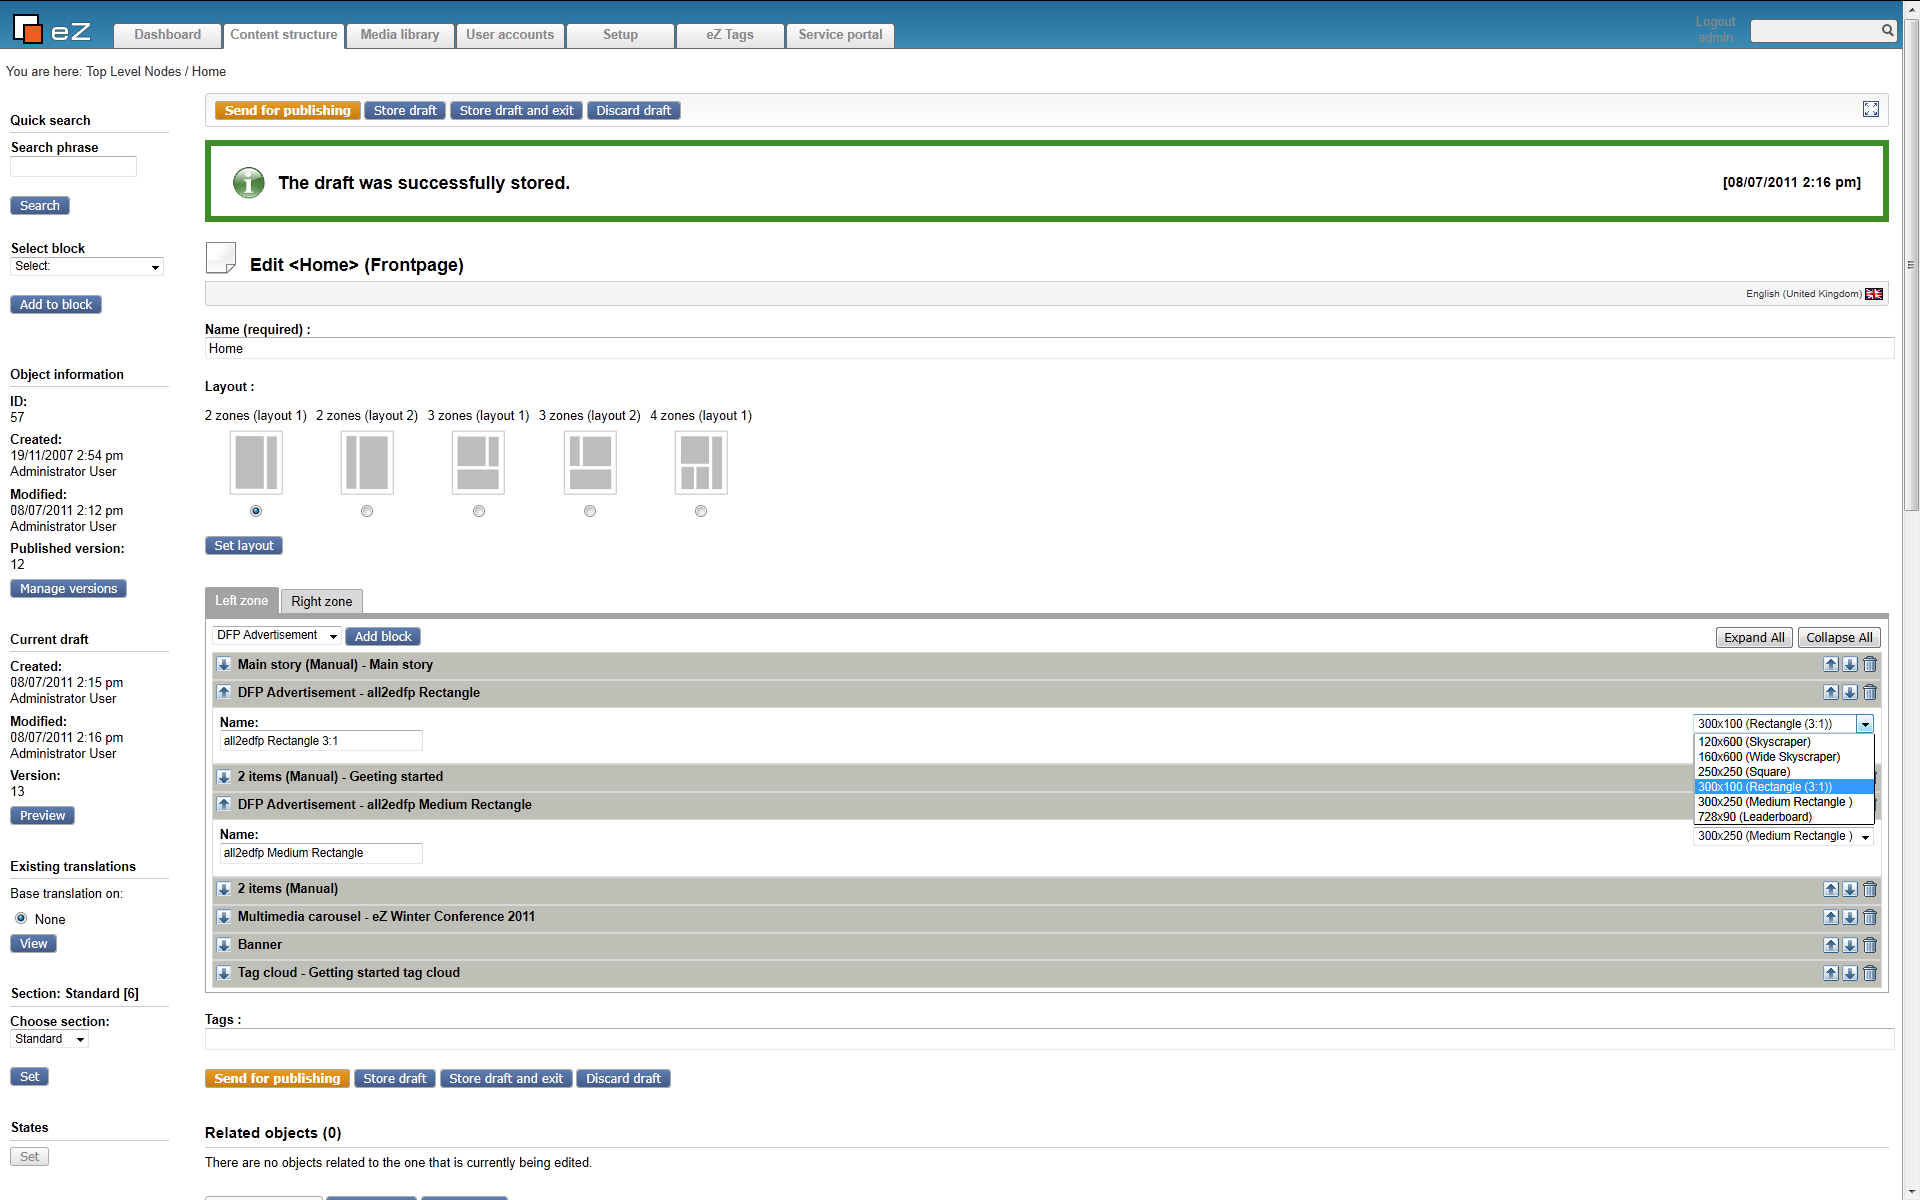 eZ
Dashboard
Content structure
Media library
User accounts
Setup
eZ Tags
Service portal
Logout
admin
You are here: Top Level Nodes / Home
Quick search
Search phrase
Search
Select block
Select:
Add to block
Object information
ID:
57
Created:
19/11/2007 2:54 pm
Administrator User
Modified:
08/07/2011 2:12 pm
Administrator User
Published version:
12
Manage versions
Current draft
Created:
08/07/2011 2:15 pm
Administrator User
Modified:
08/07/2011 2:16 pm
Administrator User
Version:
13
Preview
Existing translations
Base translation on:
None
View
Section: Standard [6]
Choose section:
Standard
Set
States
Set
Send for publishing
Store draft
Store draft and exit
Discard draft
The draft was successfully stored.
[08/07/2011 2:16 pm]
Edit <Home> (Frontpage)
English (United Kingdom)
Name (required) :
Home
Layout :
2 zones (layout 1)
2 zones (layout 2)
3 zones (layout 1)
3 zones (layout 2)
4 zones (layout 1)
Set layout
Left zone
Right zone
DFP Advertisement
Add block
Expand All
Collapse All
Main story (Manual) - Main story
DFP Advertisement - all2edfp Rectangle
Name:
all2edfp Rectangle 3:1
300x100 (Rectangle (3:1))
120x600 (Skyscraper)
160x600 (Wide Skyscraper)
250x250 (Square)
300x100 (Rectangle (3:1))
300x250 (Medium Rectangle )
728x90 (Leaderboard)
2 items (Manual) - Geeting started
DFP Advertisement - all2edfp Medium Rectangle
Name:
all2edfp Medium Rectangle
300x250 (Medium Rectangle )
2 items (Manual)
Multimedia carousel - eZ Winter Conference 2011
Banner
Tag cloud - Getting started tag cloud
Tags :
Send for publishing
Store draft
Store draft and exit
Discard draft
Related objects (0)
There are no objects related to the one that is currently being edited.